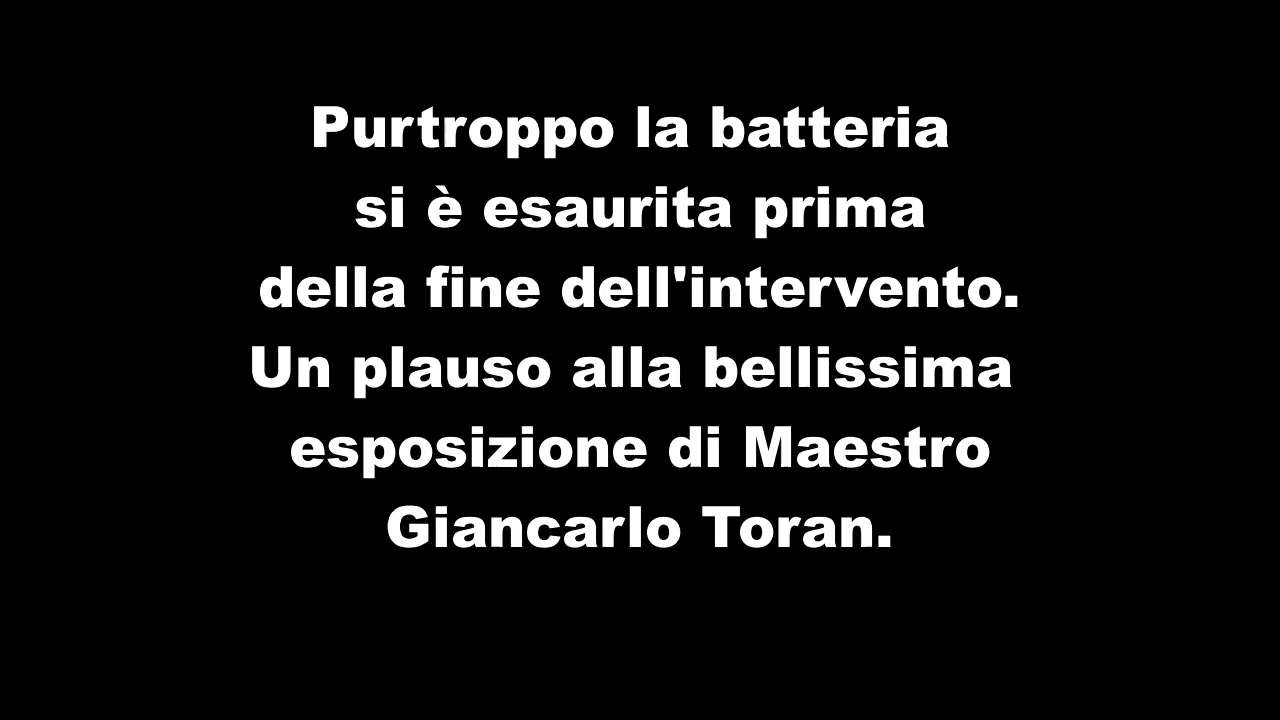 Purtroppo la batteria
si è esaurita prima
della fine dell'intervento.
Un plauso alla bellissima
esposizione di Maestro
Giancarlo Toran.